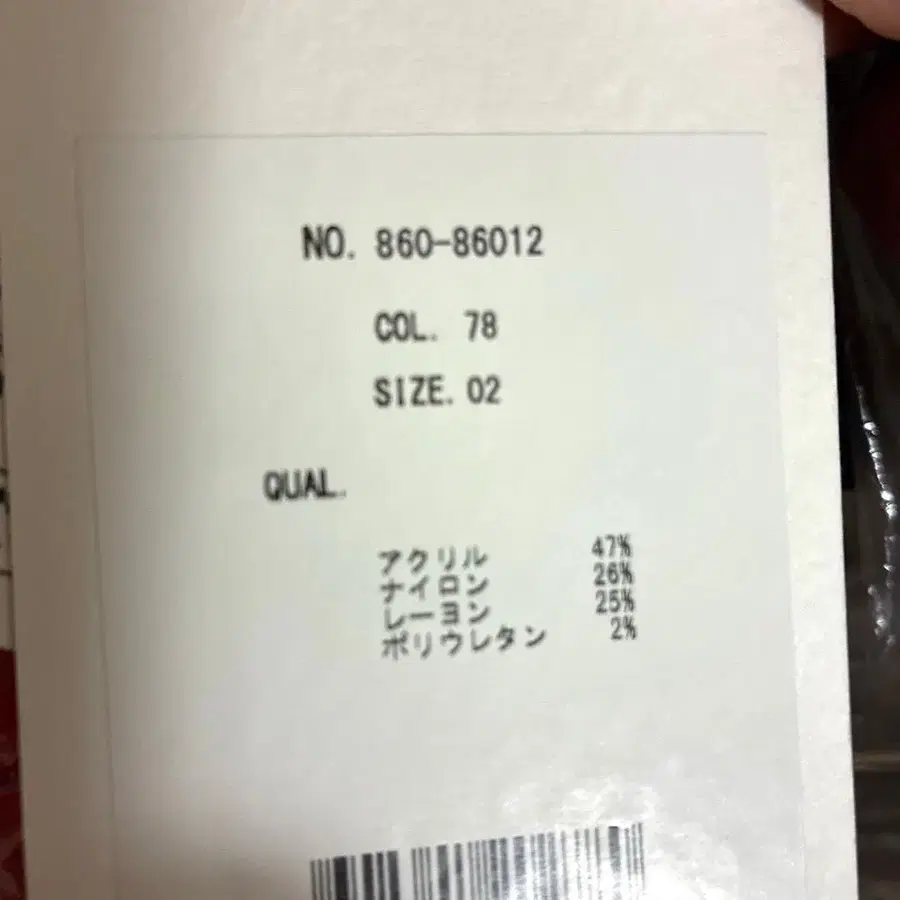 NO. 860-86012
COL. 78
SIZE. 02
QUAL.
アクリル 47%
ナイロン 26%
レーヨン 25%
ポリウレタン 2%